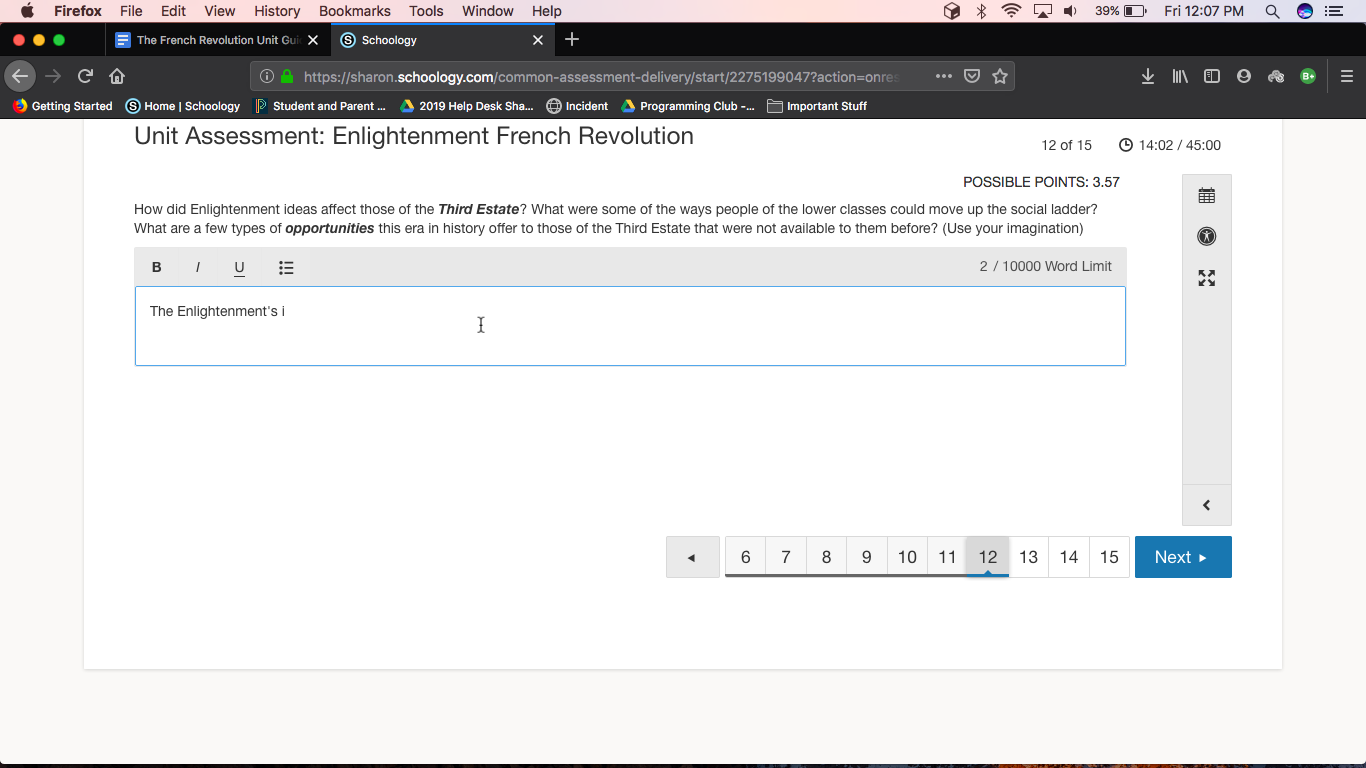 Firefox File Edit View History Bookmarks Tools Window Help 39% Fri 12:07 PM
The French Revolution Unit Gui Schoology
https://sharon.schoology.com/common-assessment-delivery/start/2275199047?action=onres
Getting Started Home | Schoology Student and Parent ... 2019 Help Desk Sha... Incident Programming Club -... Important Stuff
Unit Assessment: Enlightenment French Revolution
12 of 15 14:02 / 45:00
POSSIBLE POINTS: 3.57
How did Enlightenment ideas affect those of the Third Estate? What were some of the ways people of the lower classes could move up the social ladder?
What are a few types of opportunities this era in history offer to those of the Third Estate that were not available to them before? (Use your imagination)
B I U 2 / 10000 Word Limit
The Enlightenment's i
6 7 8 9 10 11 12 13 14 15 Next